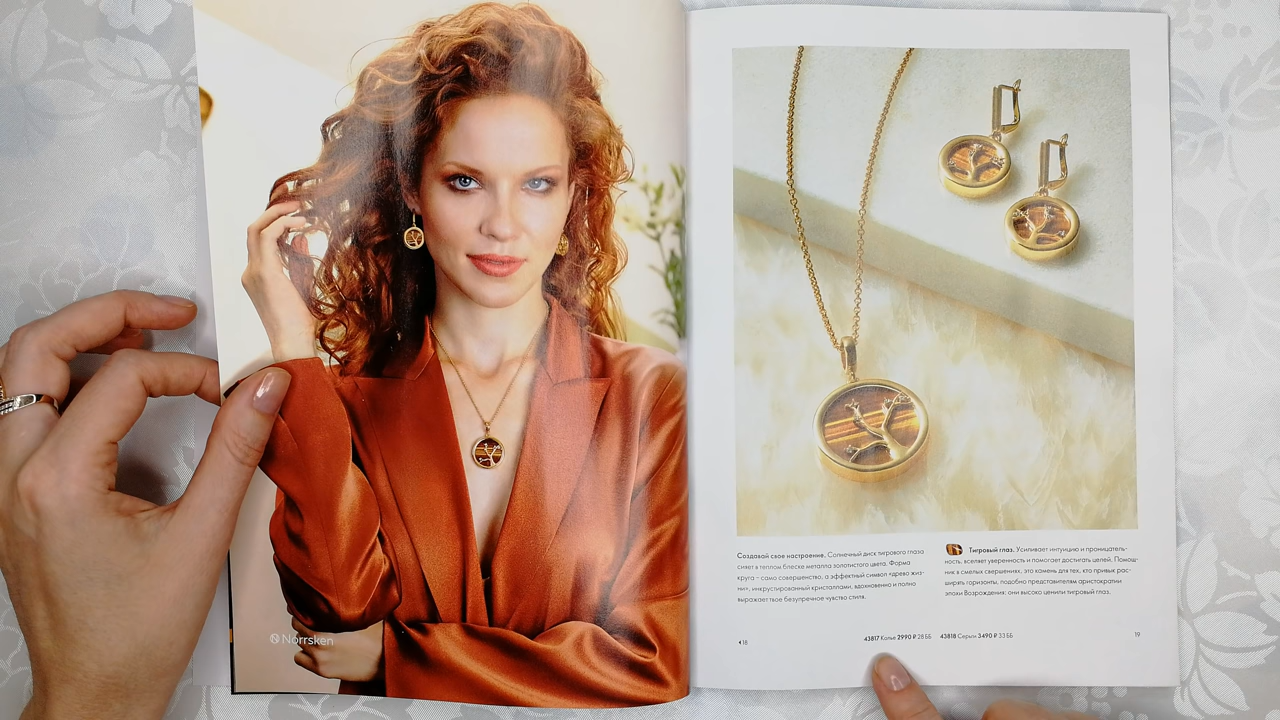 Norrsken
Создавай свое настроение. Солнечный диск тигрового глаза
сияет в теплом блеске металла золотистого цвета. Форма
круга – само совершенство, а эффектный символ «древо жиз-
ни», инкрустированный кристаллами, вдохновенно и полно
выражает твое безупречное чувство стиля.
Тигровый глаз. Усиливает интуицию и проницатель-
ность, вселяет уверенность и помогает достигать целей. Помощ-
ник в смелых свершениях, это камень для тех, кто привык рас-
ширять горизонты, подобно представителям аристократии
эпохи Возрождения: они высоко ценили тигровый глаз.
18
43817 Колье 2990 ₽ 28 ББ 43818 Серьги 3490 ₽ 33 ББ
19